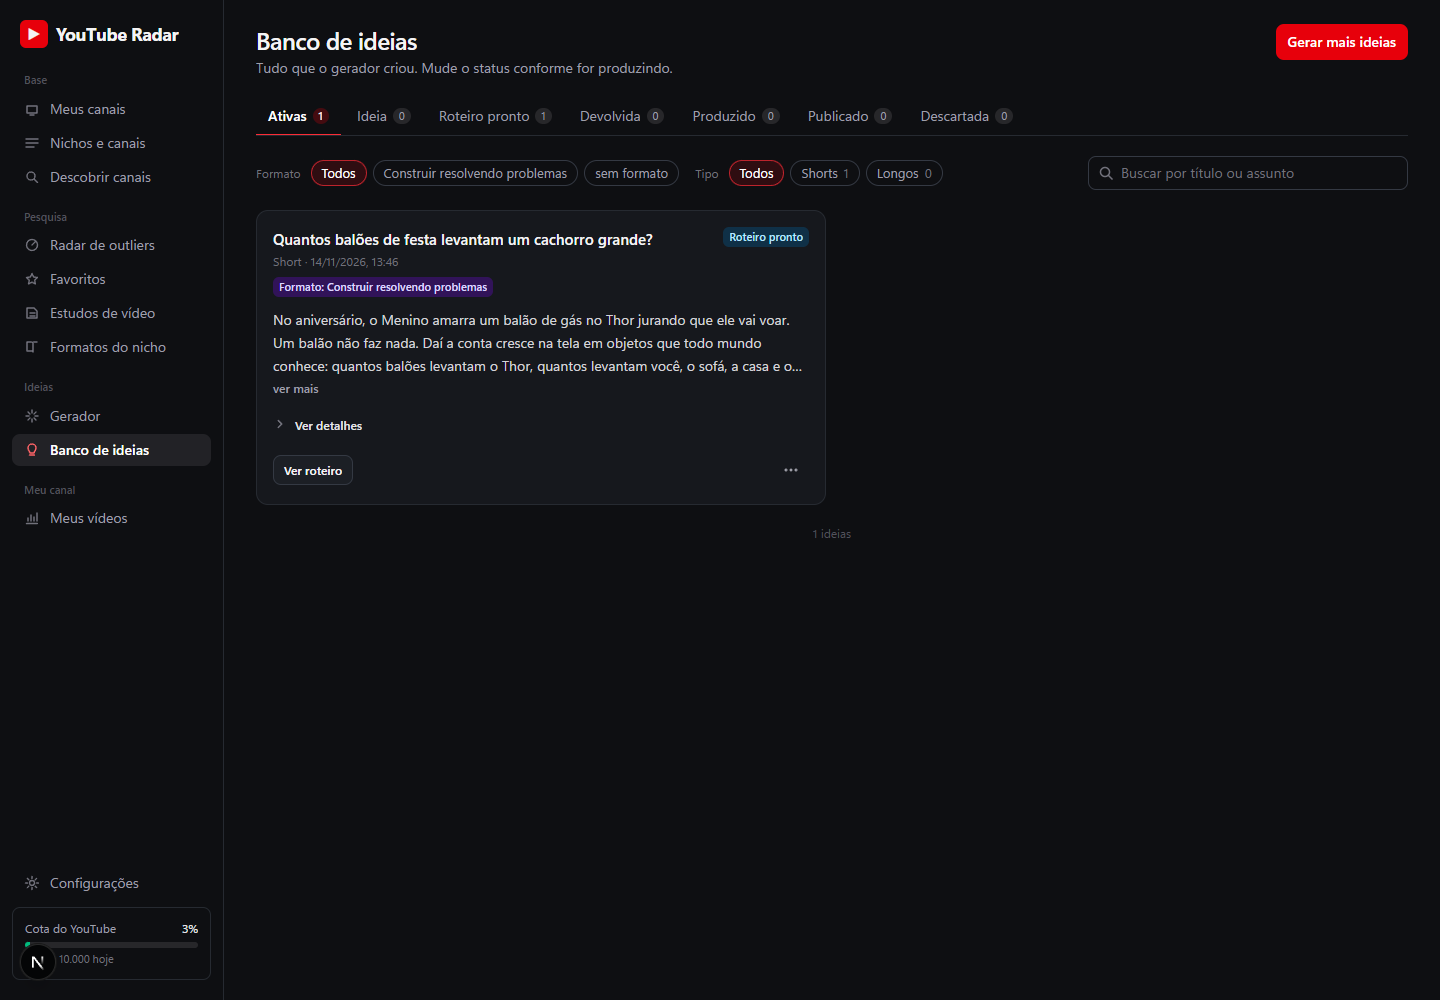 YouTube Radar
Base
Meus canais
Nichos e canais
Descobrir canais
Pesquisa
Radar de outliers
Favoritos
Estudos de vídeo
Formatos do nicho
Ideias
Gerador
Banco de ideias
Meu canal
Meus vídeos
Configurações
Cota do YouTube 3%
10.000 hoje
N
Banco de ideias
Tudo que o gerador criou. Mude o status conforme for produzindo.
Gerar mais ideias
Ativas 1 Ideia 0 Roteiro pronto 1 Devolvida 0 Produzido 0 Publicado 0 Descartada 0
Formato Todos Construir resolvendo problemas sem formato Tipo Todos Shorts 1 Longos 0
Buscar por título ou assunto
Quantos balões de festa levantam um cachorro grande? Roteiro pronto
Short · 14/11/2026, 13:46
Formato: Construir resolvendo problemas
No aniversário, o Menino amarra um balão de gás no Thor jurando que ele vai voar.
Um balão não faz nada. Daí a conta cresce na tela em objetos que todo mundo
conhece: quantos balões levantam o Thor, quantos levantam você, o sofá, a casa e o...
ver mais
Ver detalhes
Ver roteiro
1 ideias